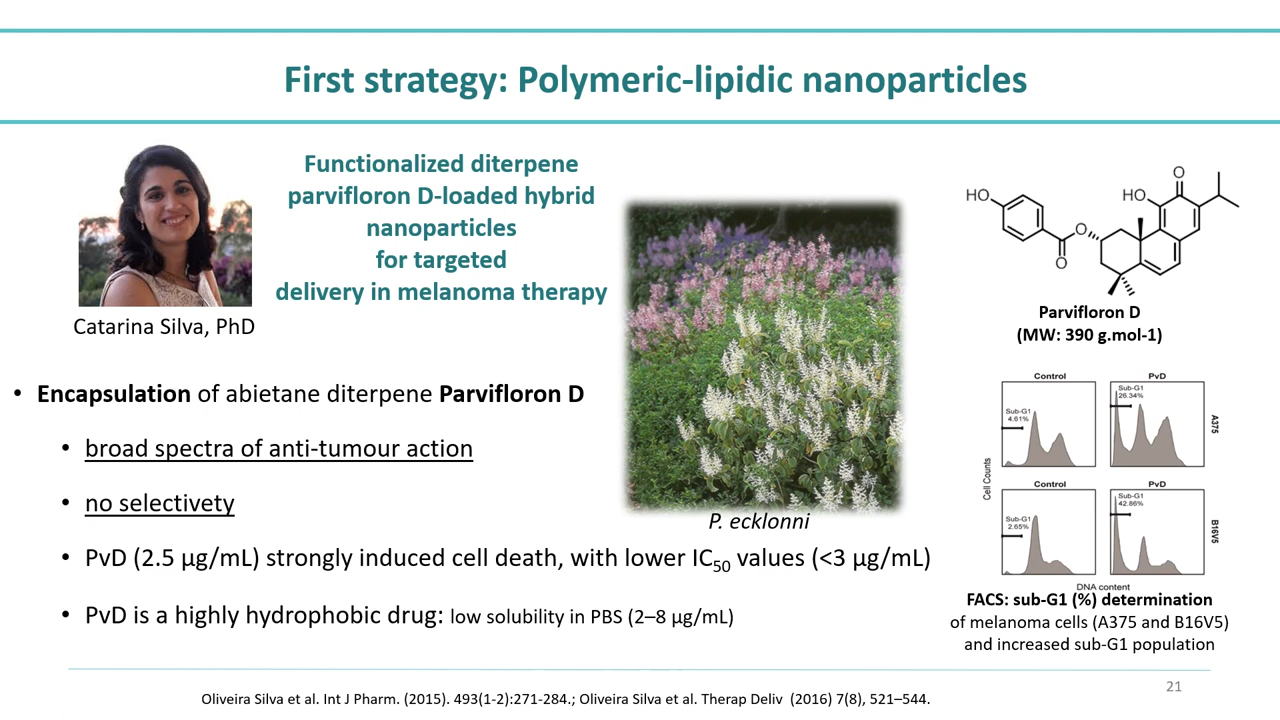 First strategy: Polymeric-lipidic nanoparticles
Functionalized diterpene
parvifloron D-loaded hybrid
nanoparticles
for targeted
delivery in melanoma therapy
Catarina Silva, PhD
• Encapsulation of abietane diterpene Parvifloron D
• broad spectra of anti-tumour action
• no selectivety
• PvD (2.5 µg/mL) strongly induced cell death, with lower IC50 values (<3 µg/mL)
• PvD is a highly hydrophobic drug: low solubility in PBS (2–8 µg/mL)
P. ecklonni
HO
O
O
HO
O
Parvifloron D
(MW: 390 g.mol-1)
Control
PvD
Sub-G1
4.61%
Sub-G1
26.34%
A375
Cell Counts
Control
PvD
Sub-G1
2.65%
Sub-G1
42.86%
B16V5
DNA content
FACS: sub-G1 (%) determination
of melanoma cells (A375 and B16V5)
and increased sub-G1 population
Oliveira Silva et al. Int J Pharm. (2015). 493(1-2):271-284.; Oliveira Silva et al. Therap Deliv (2016) 7(8), 521–544.
21